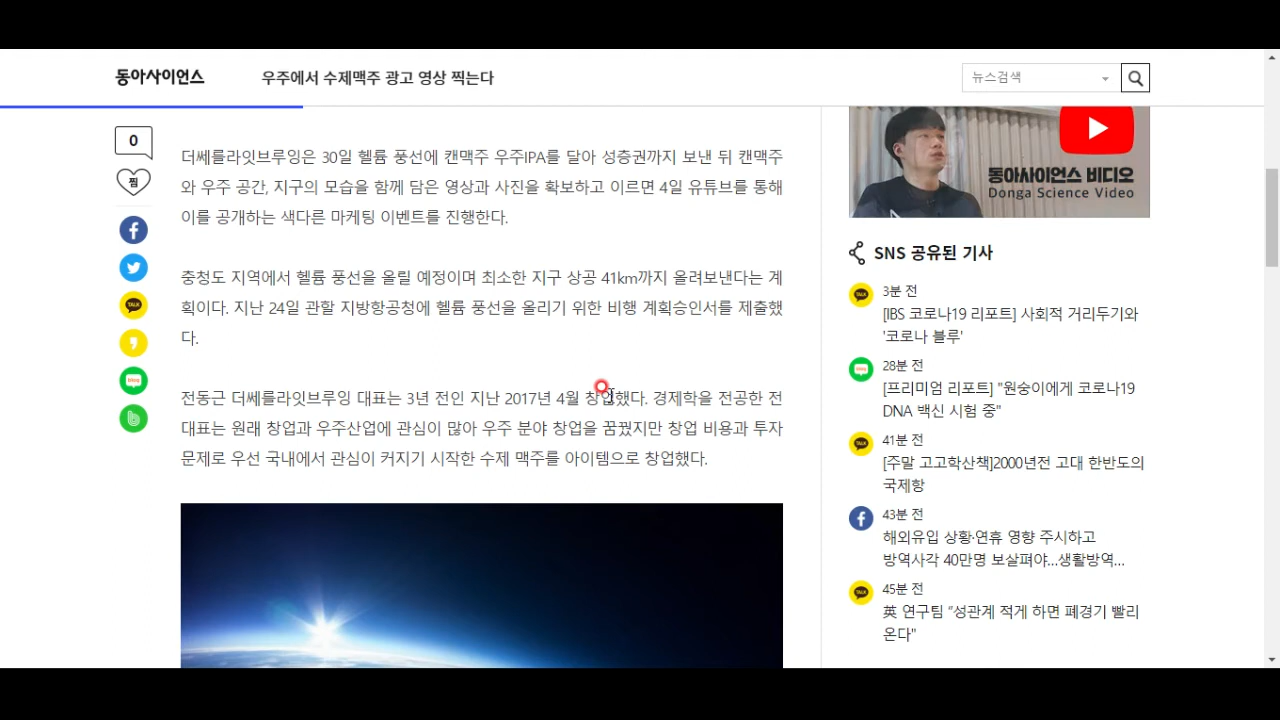 동아사이언스
우주에서 수제맥주 광고 영상 찍는다
뉴스검색
0
찜
TALK
blog
더쎄를라잇브루잉은 30일 헬륨 풍선에 캔맥주 우주IPA를 달아 성층권까지 보낸 뒤 캔맥주
와 우주 공간, 지구의 모습을 함께 담은 영상과 사진을 확보하고 이르면 4일 유튜브를 통해
이를 공개하는 색다른 마케팅 이벤트를 진행한다.
충청도 지역에서 헬륨 풍선을 올릴 예정이며 최소한 지구 상공 41km까지 올려보낸다는 계
획이다. 지난 24일 관할 지방항공청에 헬륨 풍선을 올리기 위한 비행 계획승인서를 제출했
다.
전동근 더쎄를라잇브루잉 대표는 3년 전인 지난 2017년 4월 창업했다. 경제학을 전공한 전
대표는 원래 창업과 우주산업에 관심이 많아 우주 분야 창업을 꿈꿨지만 창업 비용과 투자
문제로 우선 국내에서 관심이 커지기 시작한 수제 맥주를 아이템으로 창업했다.
동아사이언스 비디오
Donga Science Video
SNS 공유된 기사
TALK
3분 전
[IBS 코로나19 리포트] 사회적 거리두기와
'코로나 블루'
blog
28분 전
[프리미엄 리포트] "원숭이에게 코로나19
DNA 백신 시험 중"
TALK
41분 전
[주말 고고학산책]2000년전 고대 한반도의
국제항
43분 전
해외유입 상황·연휴 영향 주시하고
방역사각 40만명 보살펴야...생활방역...
TALK
45분 전
英 연구팀 “성관계 적게 하면 폐경기 빨리
온다"